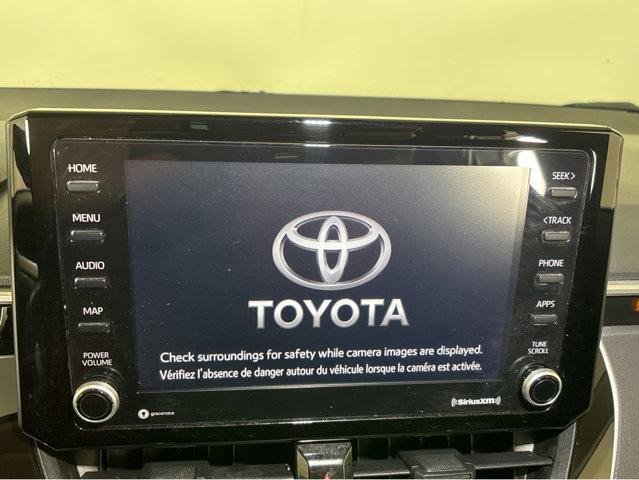 HOME
SEEK>
MENU
<TRACK
AUDIO
PHONE
MAP
APPS
TOYOTA
POWER
VOLUME
TUNE
SCROLL
Check surroundings for safety while camera images are displayed.
Vérifiez l'absence de danger autour du véhicule lorsque la caméra est activée.
gracenote
((SiriusXM))